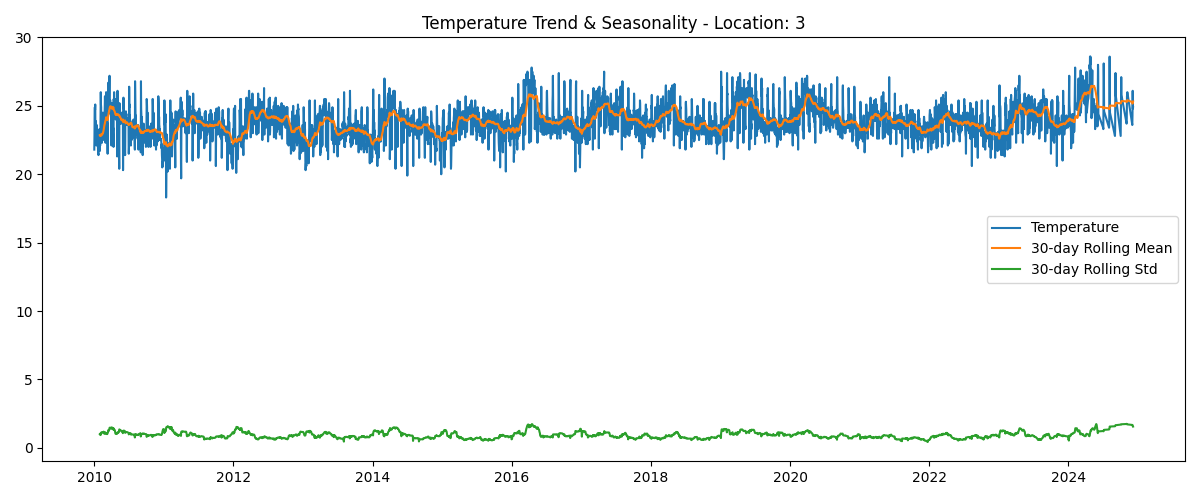 Temperature Trend & Seasonality - Location: 3
30
25
20
15
10
5
0
Temperature
30-day Rolling Mean
30-day Rolling Std
2010 2012 2014 2016 2018 2020 2022 2024